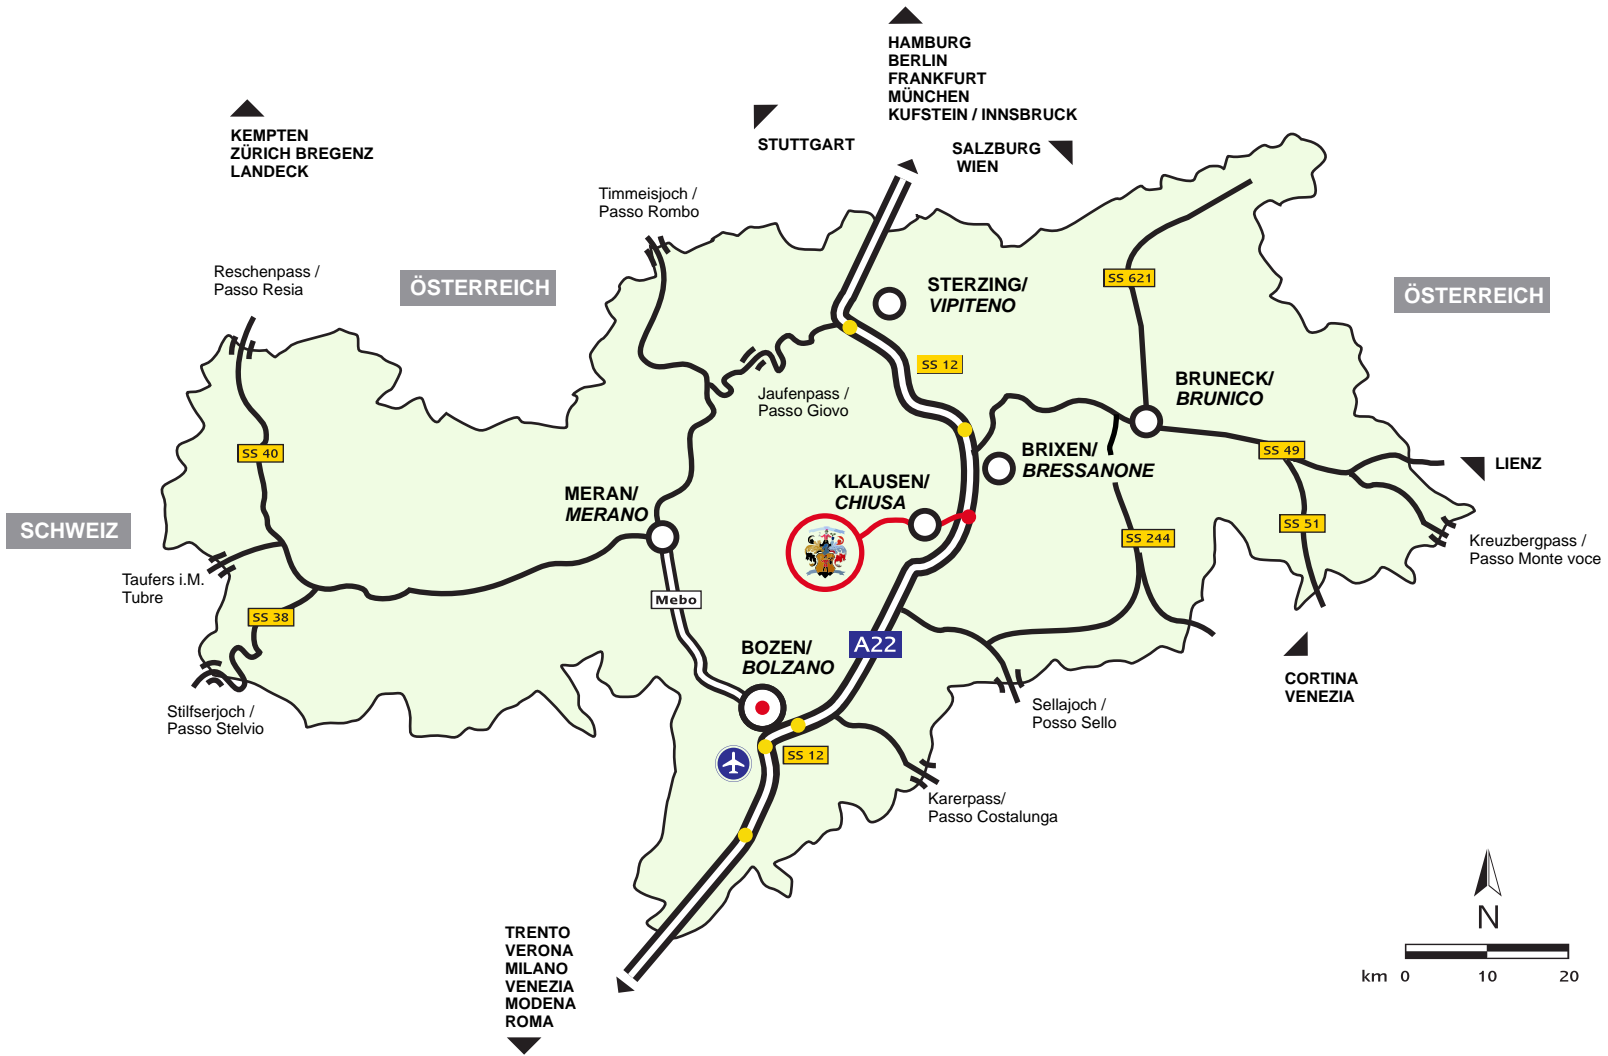 HAMBURG
BERLIN
FRANKFURT
MÜNCHEN
KUFSTEIN / INNSBRUCK
KEMPTEN
ZÜRICH BREGENZ
LANDECK
STUTTGART
SALZBURG
WIEN
Timmeisjoch /
Passo Rombo
Reschenpass /
Passo Resia
ÖSTERREICH
STERZING/
VIPITENO
SS 621
ÖSTERREICH
SS 12
Jaufenpass /
Passo Giovo
BRUNECK/
BRUNICO
SS 40
BRIXEN/
BRESSANONE
SS 49
LIENZ
KLAUSEN/
CHIUSA
MERAN/
MERANO
SCHWEIZ
SS 51
SS 244
Kreuzbergpass /
Passo Monte voce
Taufers i.M.
Tubre
Mebo
SS 38
A22
BOZEN/
BOLZANO
CORTINA
VENEZIA
Stilfserjoch /
Passo Stelvio
Sellajoch /
Posso Sello
SS 12
Karerpass/
Passo Costalunga
N
km 0 10 20
TRENTO
VERONA
MILANO
VENEZIA
MODENA
ROMA